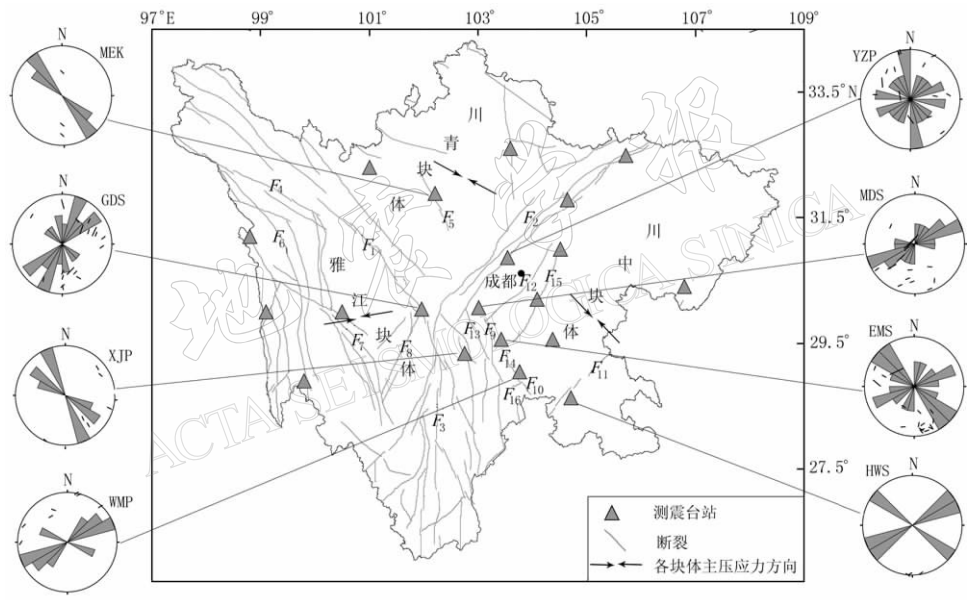 97°E 99° 101° 103° 105° 107° 109°
33.5°N
31.5°
29.5°
27.5°
N
MEK
N
GDS
N
XJP
N
WMP
N
YZP
N
MDS
N
EMS
N
HWS
川
青
块
体
雅
江
块
体
川
中
块
体
成都
F1
F2
F3
F4
F5
F6
F7
F8
F9
F10
F11
F12
F13
F14
F15
F16
测震台站
断裂
各块体主压应力方向
地震学报
ACTA SEISMOLOGICA SINICA